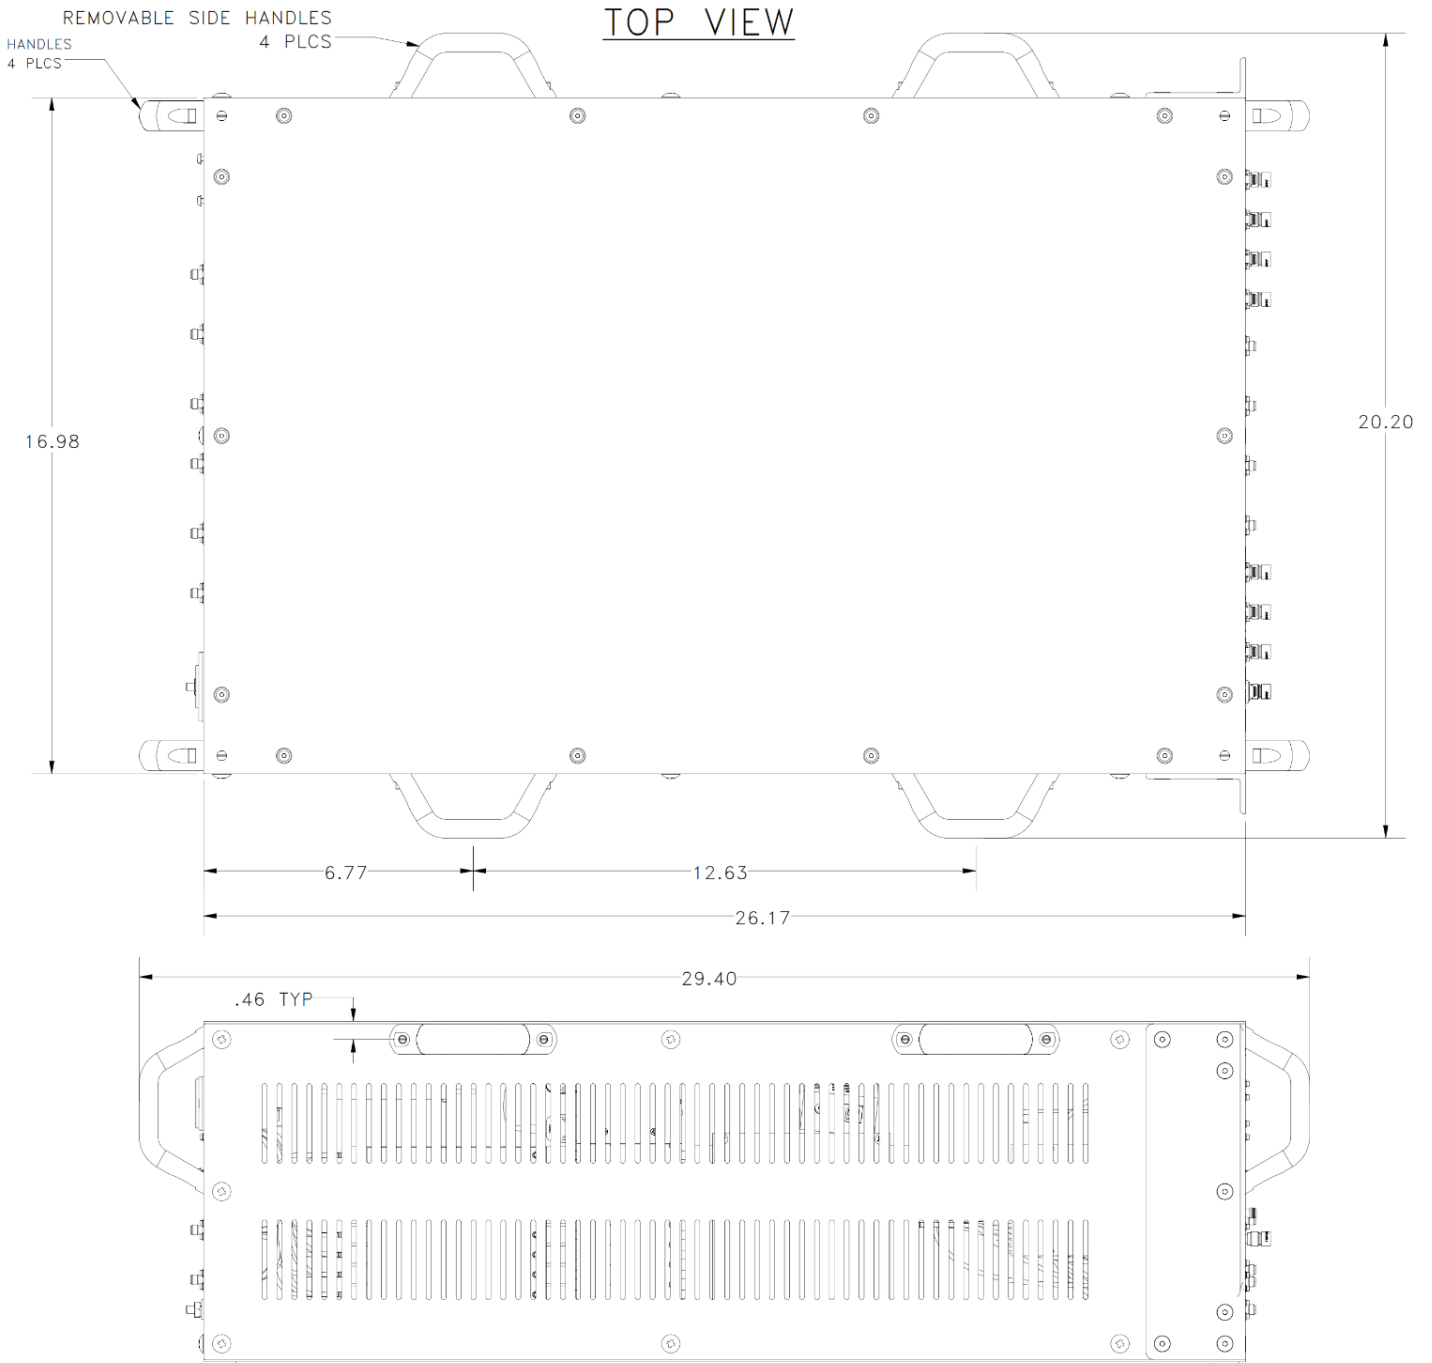 TOP VIEW
REMOVABLE SIDE HANDLES
4 PLCS
HANDLES
4 PLCS
16.98
20.20
6.77
12.63
26.17
29.40
.46 TYP